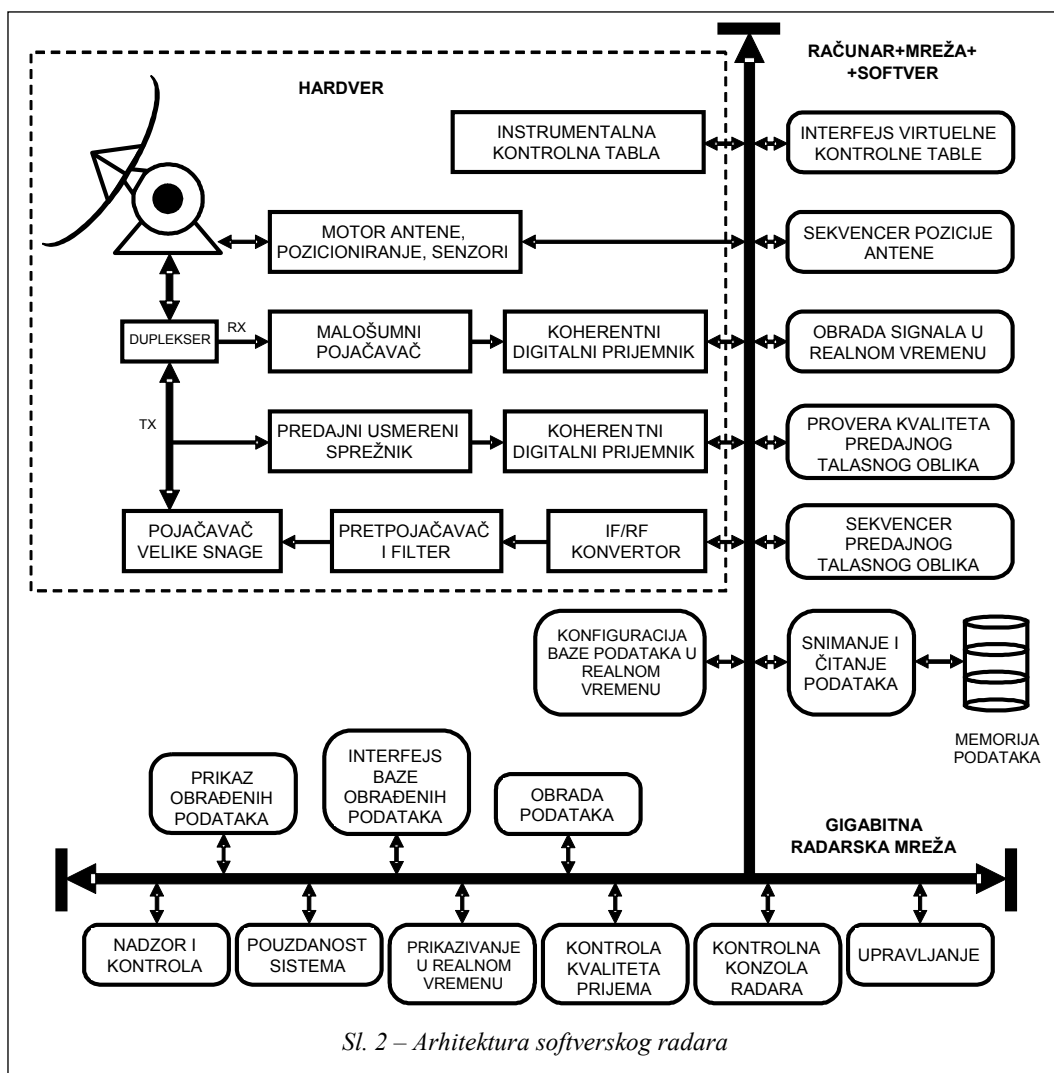 RAČUNAR+MREŽA+
+SOFTVER
HARDVER
INSTRUMENTALNA
KONTROLNA TABLA
INTERFEJS VIRTUELNE
KONTROLNE TABLE
MOTOR ANTENE,
POZICIONIRANJE, SENZORI
SEKVENCER POZICIJE
ANTENE
DUPLEKSER
RX
MALOŠUMNI
POJAČAVAČ
KOHERENTNI
DIGITALNI PRIJEMNIK
OBRADA SIGNALA U
REALNOM VREMENU
TX
PREDAJNI USMERENI
SPREŽNIK
KOHERENTNI
DIGITALNI PRIJEMNIK
PROVERA KVALITETA
PREDAJNOG
TALASNOG OBLIKA
POJAČAVAČ
VELIKE SNAGE
PRETPOJAČAVAČ
I FILTER
IF/RF
KONVERTOR
SEKVENCER
PREDAJNOG
TALASNOG OBLIKA
KONFIGURACIJA
BAZE PODATAKA U
REALNOM
VREMENU
SNIMANJE I
ČITANJE
PODATAKA
MEMORIJA
PODATAKA
PRIKAZ
OBRAĐENIH
PODATAKA
INTERFEJS
BAZE
OBRAĐENIH
PODATAKA
OBRADA
PODATAKA
GIGABITNA
RADARSKA MREŽA
NADZOR I
KONTROLA
POUZDANOST
SISTEMA
PRIKAZIVANJE
U REALNOM
VREMENU
KONTROLA
KVALITETA
PRIJEMA
KONTROLNA
KONZOLA
RADARA
UPRAVLJANJE
Sl. 2 – Arhitektura softverskog radara